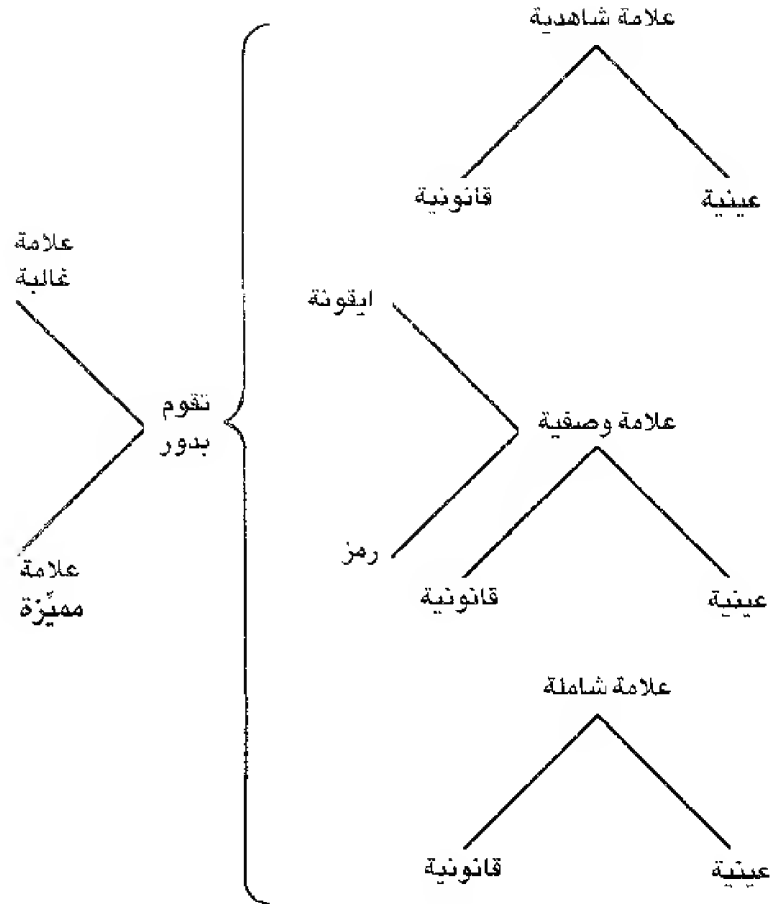 علامة شاهدية
عينية
قانونية
ايقونة
علامة وصفية
رمز
عينية
قانونية
علامة شاملة
عينية
قانونية
تقوم
بدور
علامة
غالبة
علامة
مميِّزة